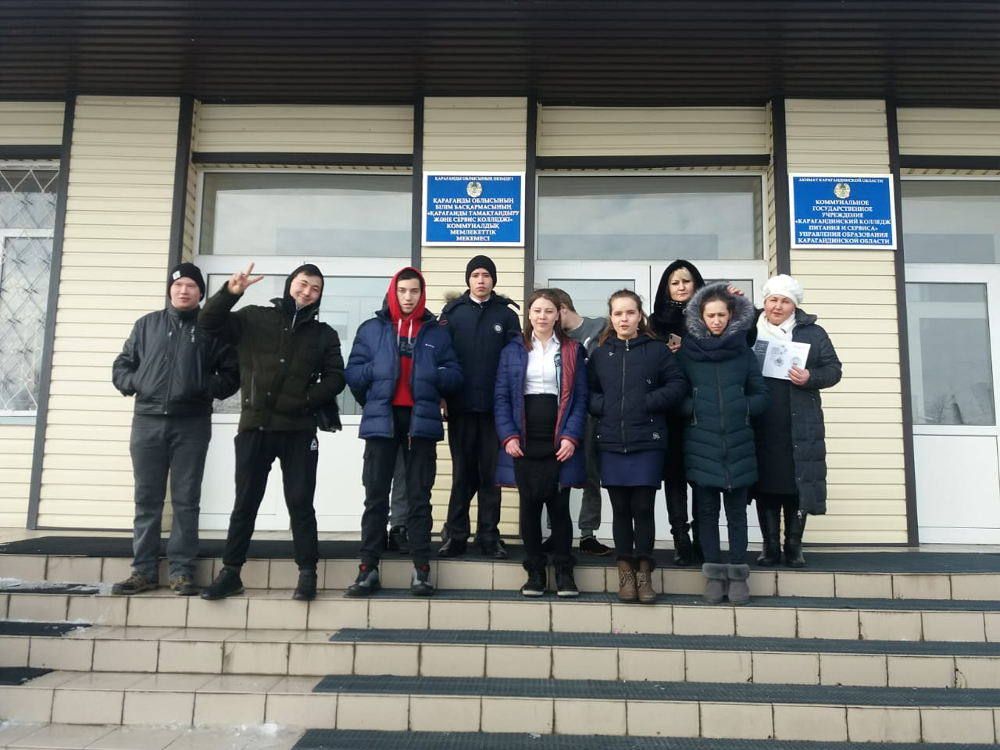 ҚАРАҒАНДЫ ОБЛЫСЫНЫҢ ӘКІМДІГІ
ҚАРАҒАНДЫ ОБЛЫСЫНЫҢ
БІЛІМ БАСҚАРМАСЫНЫҢ
«ҚАРАҒАНДЫ ТАМАҚТАНДЫРУ
ЖӘНЕ СЕРВИС КОЛЛЕДЖІ»
КОММУНАЛДЫҚ
МЕМЛЕКЕТТІК
МЕКЕМЕСІ
АКИМАТ КАРАГАНДИНСКОЙ ОБЛАСТИ
КОММУНАЛЬНОЕ
ГОСУДАРСТВЕННОЕ
УЧРЕЖДЕНИЕ
«КАРАГАНДИНСКИЙ КОЛЛЕДЖ
ПИТАНИЯ И СЕРВИСА»
УПРАВЛЕНИЯ ОБРАЗОВАНИЯ
КАРАГАНДИНСКОЙ ОБЛАСТИ